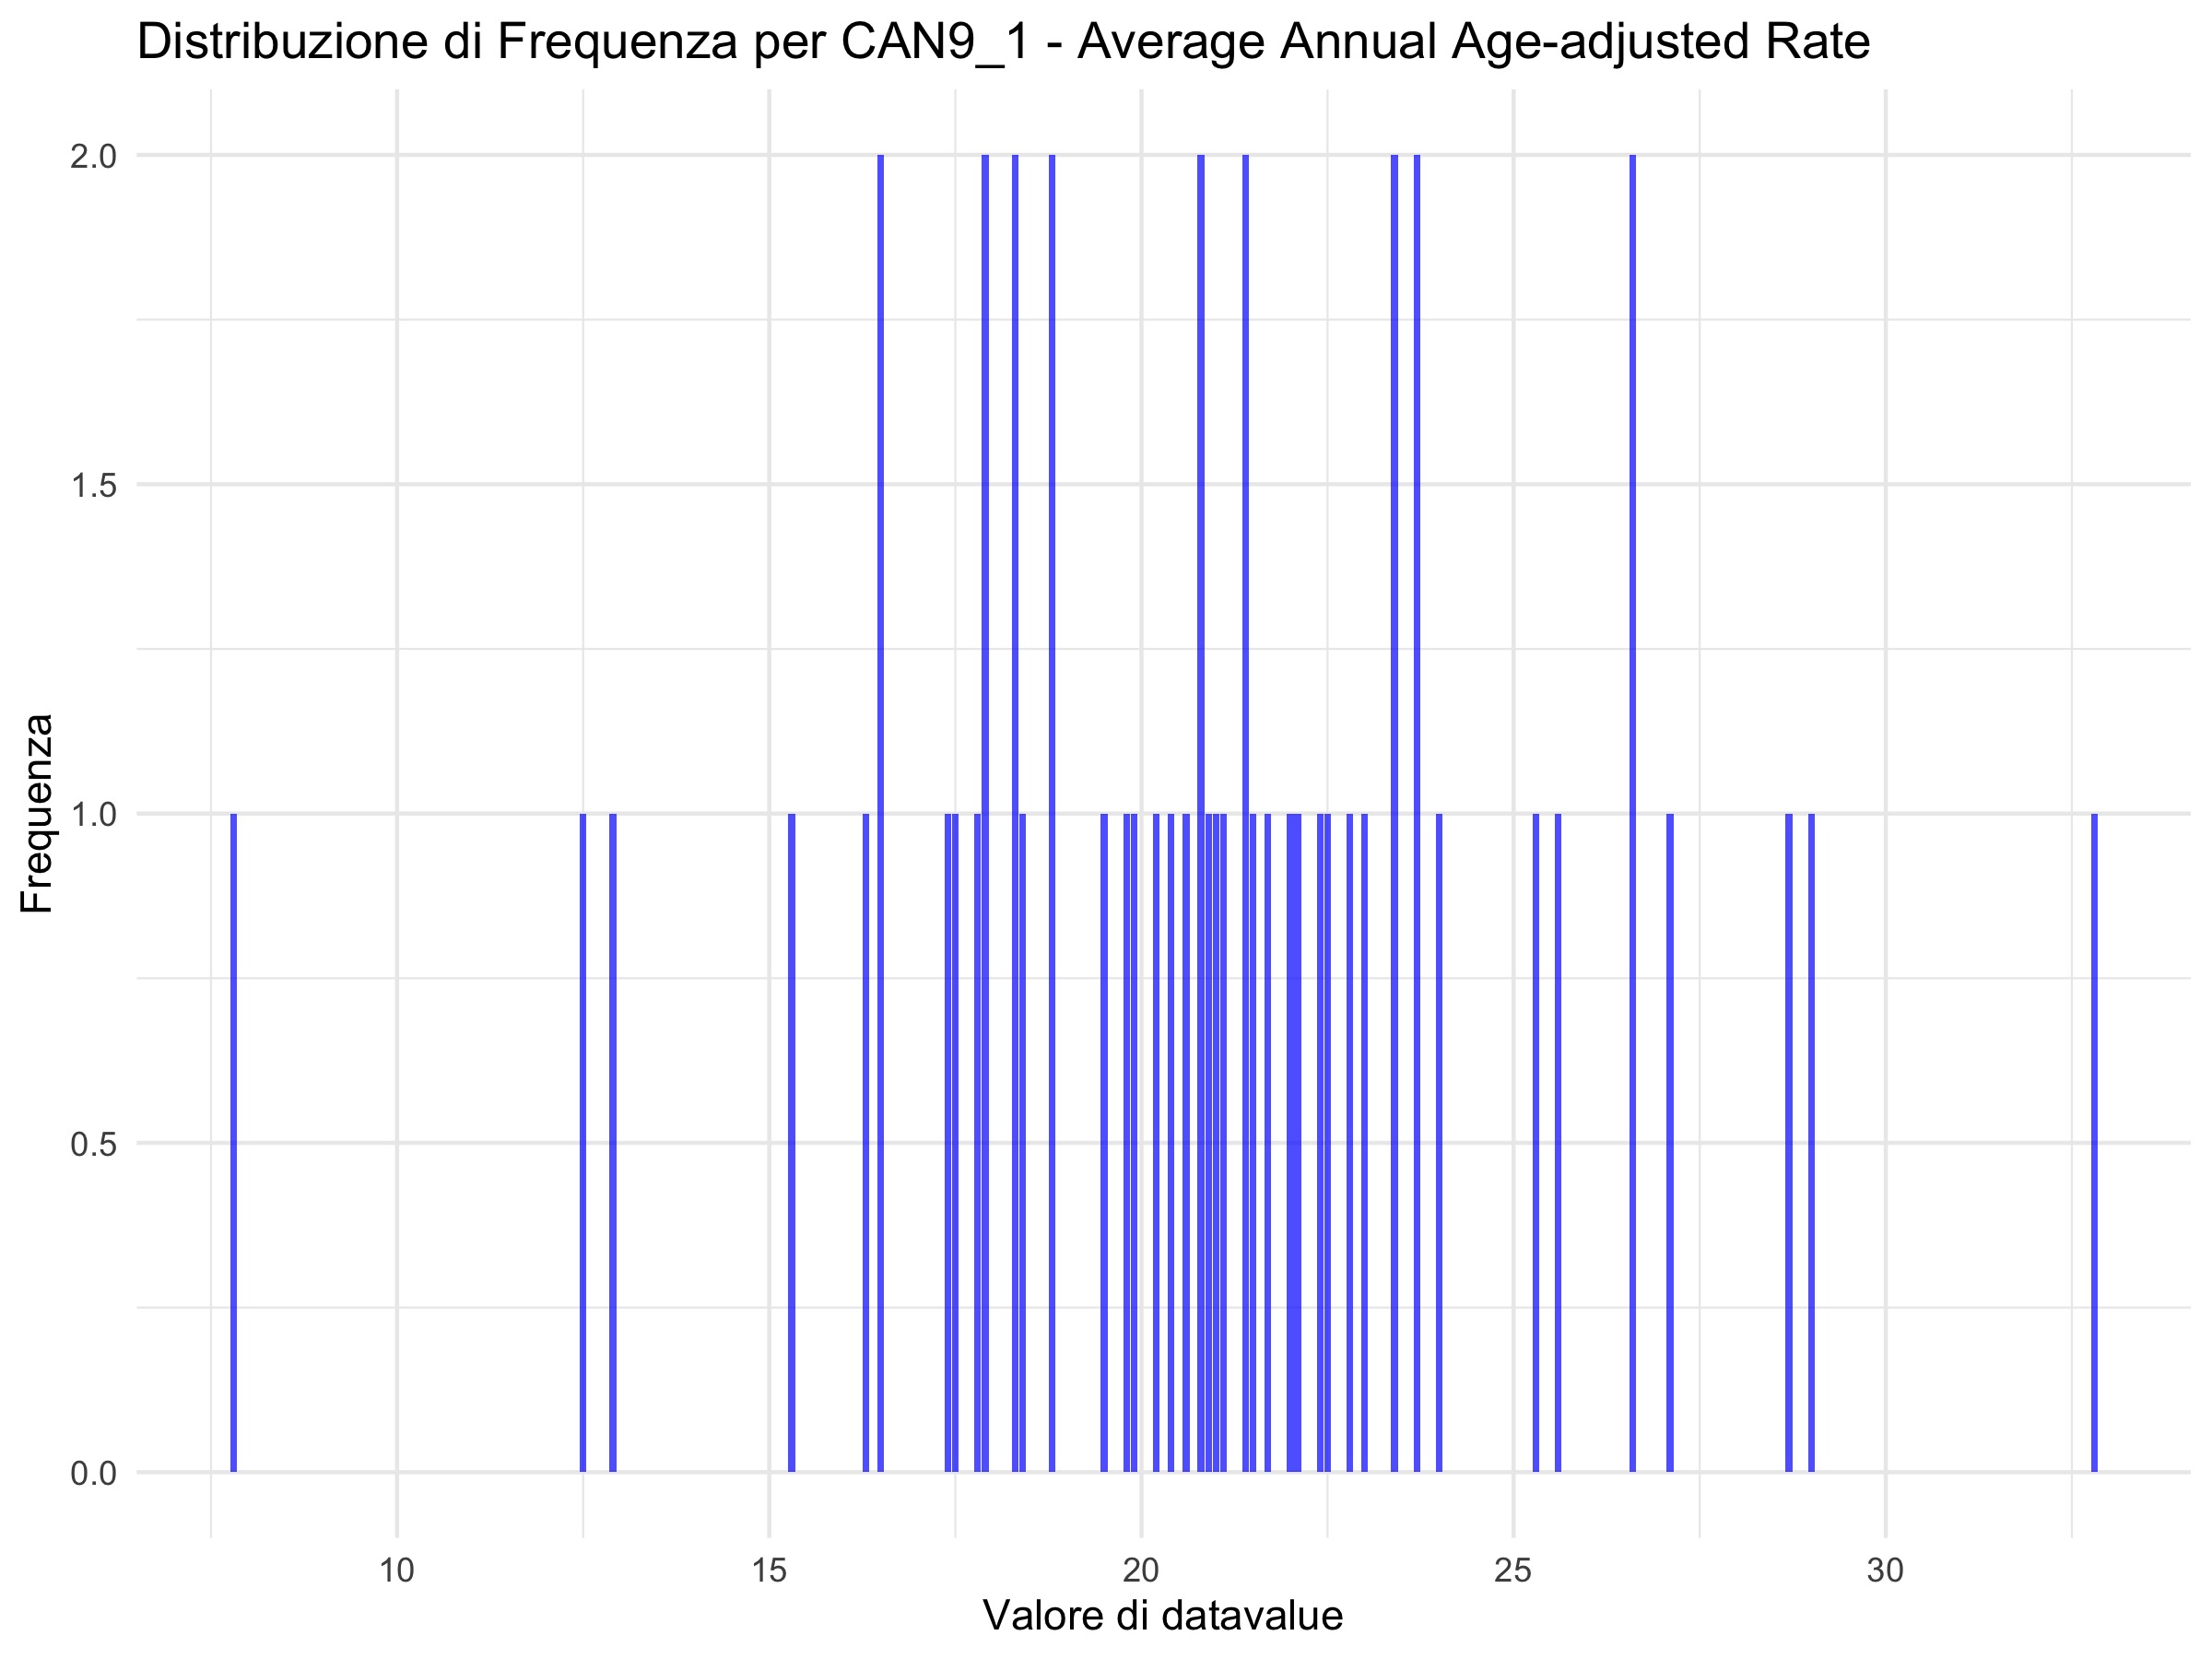 Distribuzione di Frequenza per CAN9_1 - Average Annual Age-adjusted Rate
Frequenza
2.0
1.5
1.0
0.5
0.0
10 15 20 25 30
Valore di datavalue